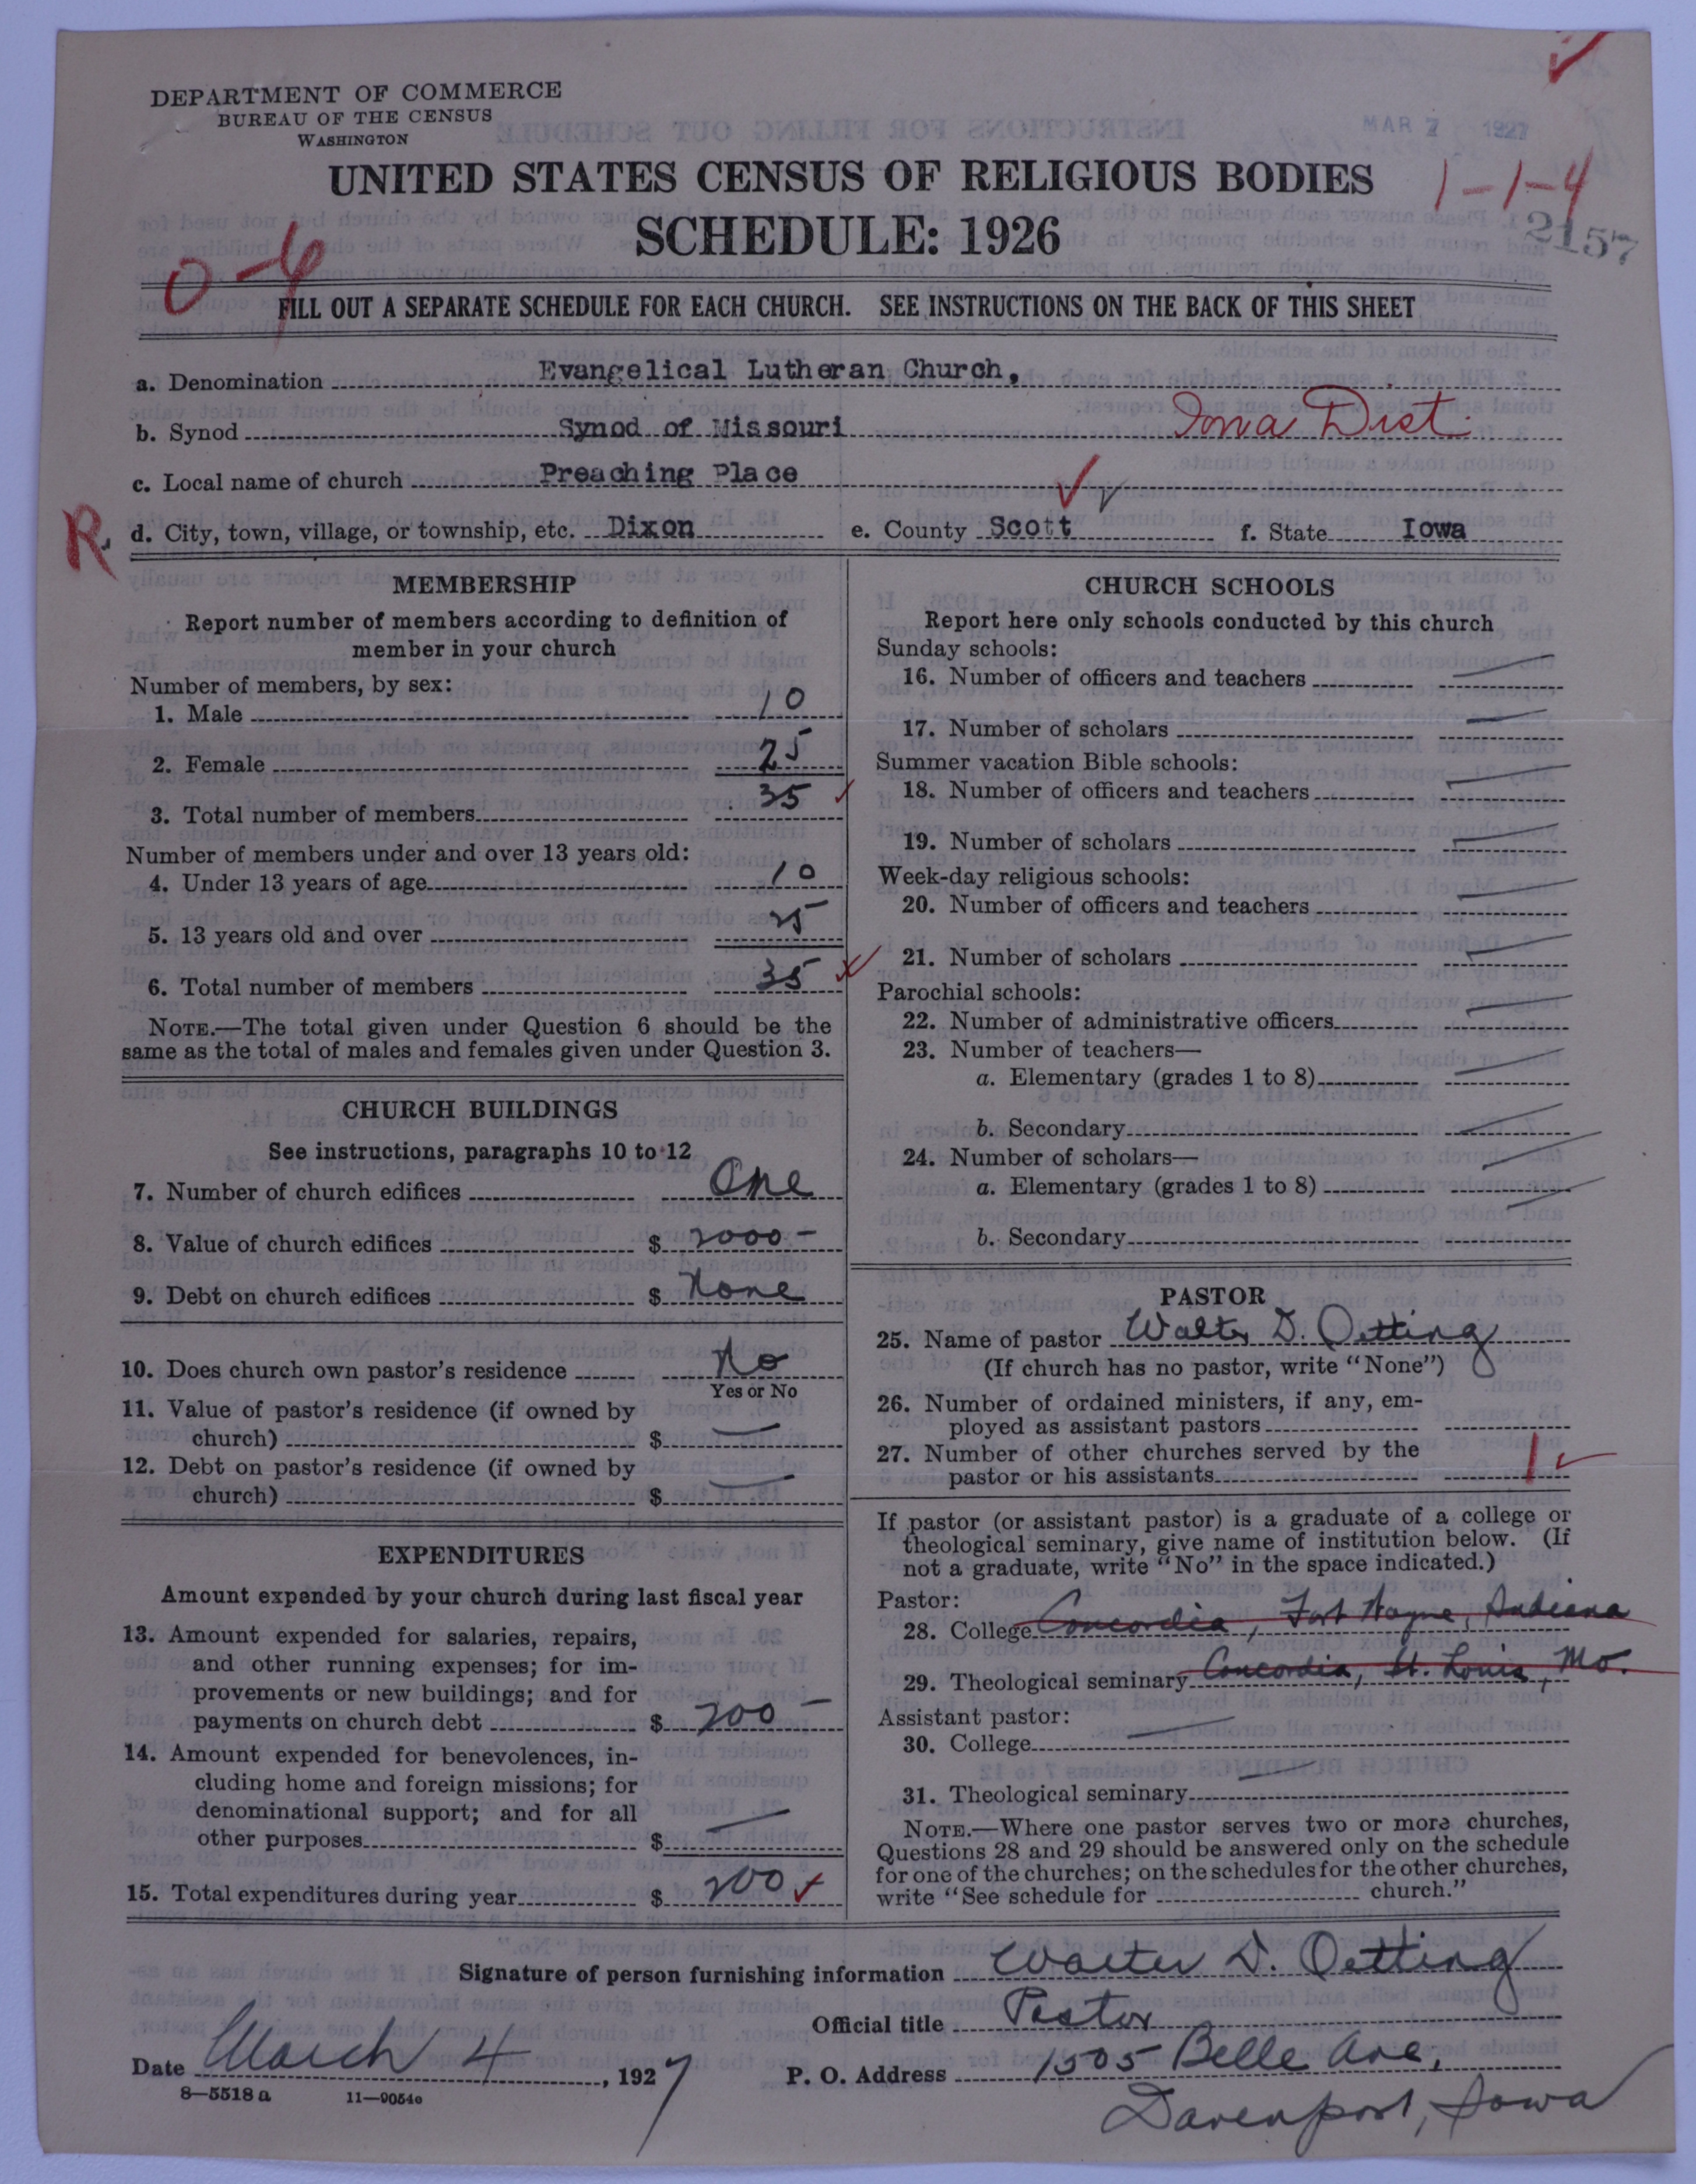 DEPARTMENT OF COMMERCE
BUREAU OF THE CENSUS
WASHINGTON
MAR 7 1927
UNITED STATES CENSUS OF RELIGIOUS BODIES
1-1-4
SCHEDULE: 1926
2157
0-6
FILL OUT A SEPARATE SCHEDULE FOR EACH CHURCH. SEE INSTRUCTIONS ON THE BACK OF THIS SHEET
a. Denomination Evangelical Lutheran Church,
b. Synod Synod of Missouri Iowa Dist
c. Local name of church Preaching Place
R. d. City, town, village, or township, etc. Dixon e. County Scott f. State Iowa
MEMBERSHIP
Report number of members according to definition of
member in your church
Number of members, by sex:
1. Male 10
2. Female 25
3. Total number of members 35
Number of members under and over 13 years old:
4. Under 13 years of age 10
5. 13 years old and over 25
6. Total number of members 35
NOTE.—The total given under Question 6 should be the
same as the total of males and females given under Question 3.
CHURCH BUILDINGS
See instructions, paragraphs 10 to 12
7. Number of church edifices One
8. Value of church edifices $ 2000 —
9. Debt on church edifices $ None
10. Does church own pastor's residence No
Yes or No
11. Value of pastor's residence (if owned by
church) $ —
12. Debt on pastor's residence (if owned by
church) $ —
EXPENDITURES
Amount expended by your church during last fiscal year
13. Amount expended for salaries, repairs,
and other running expenses; for im-
provements or new buildings; and for
payments on church debt $ 200 —
14. Amount expended for benevolences, in-
cluding home and foreign missions; for
denominational support; and for all
other purposes $ —
15. Total expenditures during year $ 200
CHURCH SCHOOLS
Report here only schools conducted by this church
Sunday schools:
16. Number of officers and teachers —
17. Number of scholars —
Summer vacation Bible schools:
18. Number of officers and teachers —
19. Number of scholars —
Week-day religious schools:
20. Number of officers and teachers —
21. Number of scholars —
Parochial schools:
22. Number of administrative officers —
23. Number of teachers—
a. Elementary (grades 1 to 8) —
b. Secondary —
24. Number of scholars— —
a. Elementary (grades 1 to 8) —
b. Secondary
PASTOR
25. Name of pastor Walter D. Oetting
(If church has no pastor, write "None")
26. Number of ordained ministers, if any, em-
ployed as assistant pastors
27. Number of other churches served by the
pastor or his assistants 1
If pastor (or assistant pastor) is a graduate of a college or
theological seminary, give name of institution below. (If
not a graduate, write "No" in the space indicated.)
Pastor:
28. College Concordia, Fort Wayne, Indiana
29. Theological seminary Concordia, St. Louis, Mo.
Assistant pastor:
30. College —
31. Theological seminary —
NOTE.—Where one pastor serves two or more churches,
Questions 28 and 29 should be answered only on the schedule
for one of the churches; on the schedules for the other churches,
write "See schedule for church."
Signature of person furnishing information Walter D. Oetting
Official title Pastor
Date March 4, 1927 P. O. Address 1505 Belle Ave,
8—5518 a 11—9054e
Davenport, Iowa